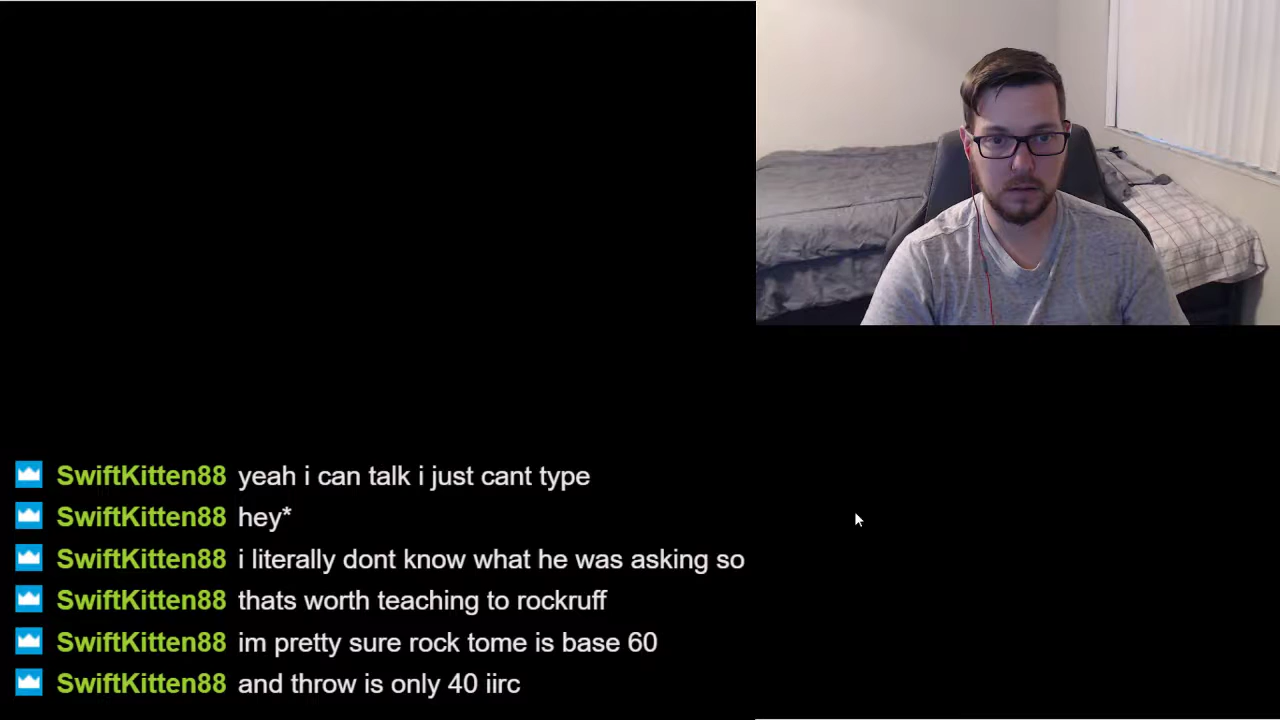 SwiftKitten88 yeah i can talk i just cant type
SwiftKitten88 hey*
SwiftKitten88 i literally dont know what he was asking so
SwiftKitten88 thats worth teaching to rockruff
SwiftKitten88 im pretty sure rock tome is base 60
SwiftKitten88 and throw is only 40 iirc